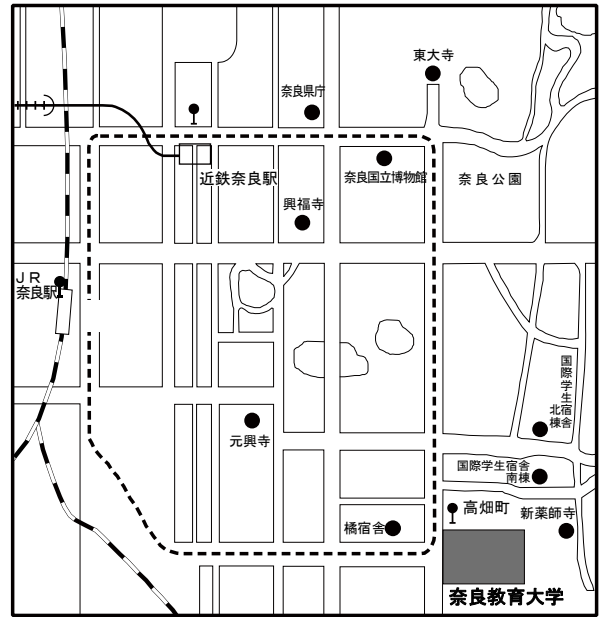 東大寺
奈良県庁
近鉄奈良駅
奈良国立博物館
奈良公園
興福寺
JR
奈良駅
国際学生宿舎
北棟
元興寺
国際学生宿舎
南棟
高畑町
新薬師寺
橘宿舎
奈良教育大学